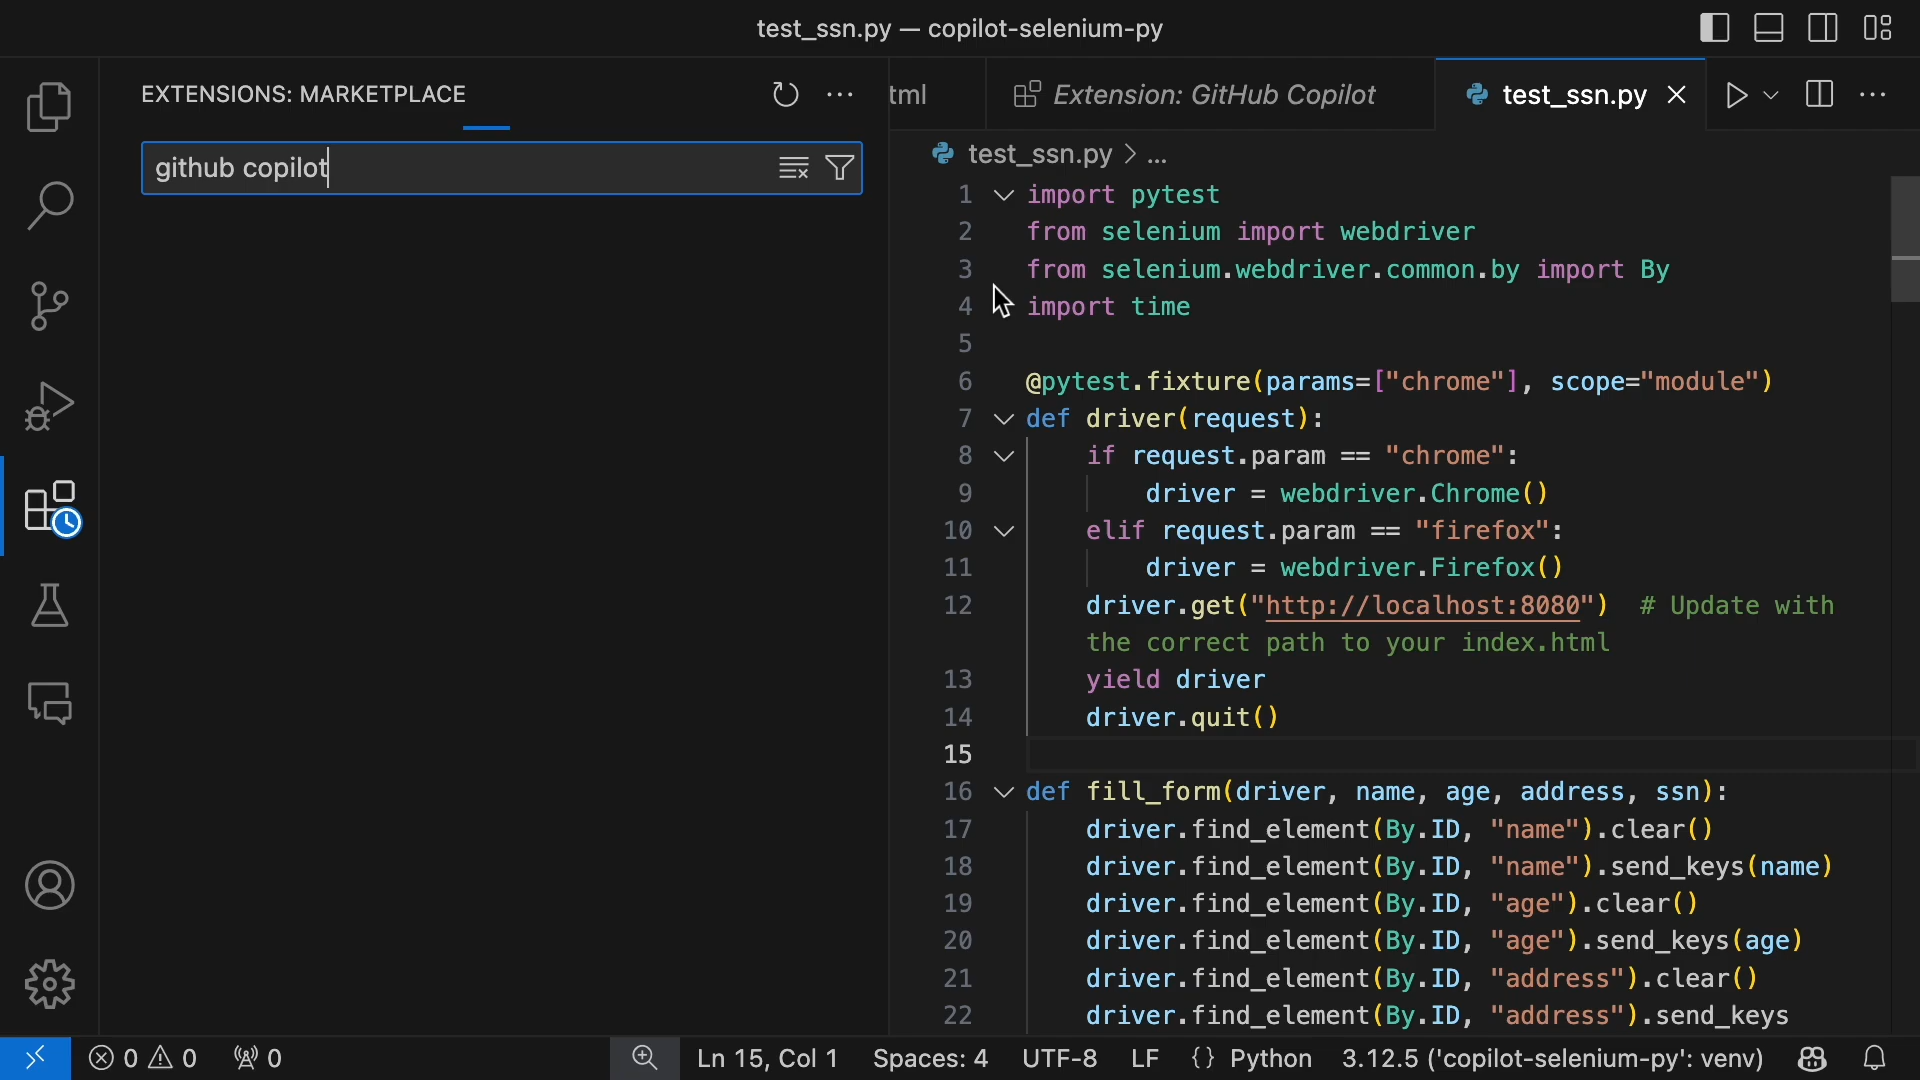 test_ssn.py — copilot-selenium-py
EXTENSIONS: MARKETPLACE
github copilot
tml
Extension: GitHub Copilot
test_ssn.py
test_ssn.py > ...
1 import pytest
2 from selenium import webdriver
3 from selenium.webdriver.common.by import By
4 import time
5
6 @pytest.fixture(params=["chrome"], scope="module")
7 def driver(request):
8 if request.param == "chrome":
9 driver = webdriver.Chrome()
10 elif request.param == "firefox":
11 driver = webdriver.Firefox()
12 driver.get("http://localhost:8080") # Update with
the correct path to your index.html
13 yield driver
14 driver.quit()
15
16 def fill_form(driver, name, age, address, ssn):
17 driver.find_element(By.ID, "name").clear()
18 driver.find_element(By.ID, "name").send_keys(name)
19 driver.find_element(By.ID, "age").clear()
20 driver.find_element(By.ID, "age").send_keys(age)
21 driver.find_element(By.ID, "address").clear()
22 driver.find_element(By.ID, "address").send_keys
0 0 0 Ln 15, Col 1 Spaces: 4 UTF-8 LF {} Python 3.12.5 ('copilot-selenium-py': venv)